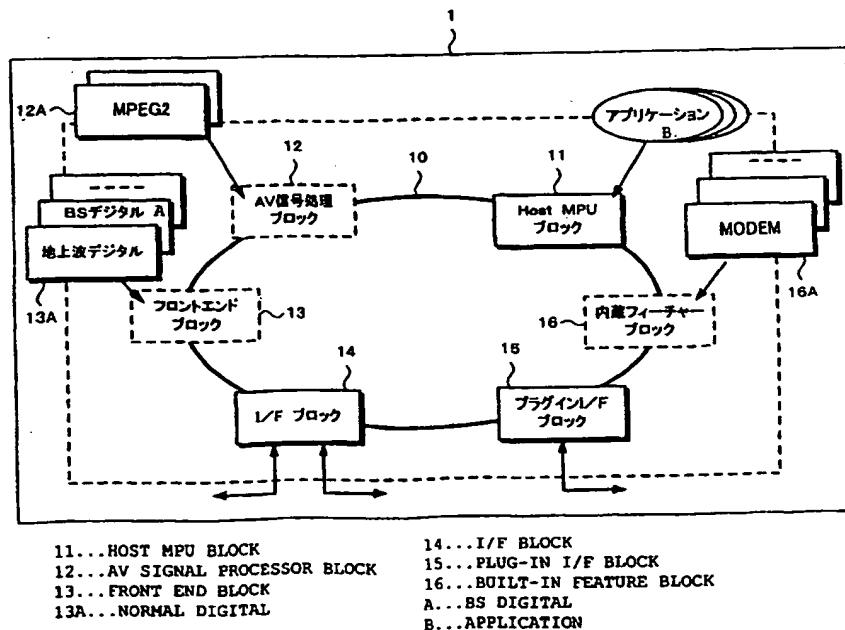 1
12A
MPEG2
アプリケーション
B.
12
10
11
AV信号処理
ブロック
Host MPU
ブロック
BSデジタル A
地上波デジタル
MODEM
13A
16A
フロントエンド
ブロック
13
16
内蔵フィーチャー
ブロック
14
15
I/F ブロック
プラグインI/F
ブロック
11...HOST MPU BLOCK
12...AV SIGNAL PROCESSOR BLOCK
13...FRONT END BLOCK
13A...NORMAL DIGITAL
14...I/F BLOCK
15...PLUG-IN I/F BLOCK
16...BUILT-IN FEATURE BLOCK
A...BS DIGITAL
B...APPLICATION